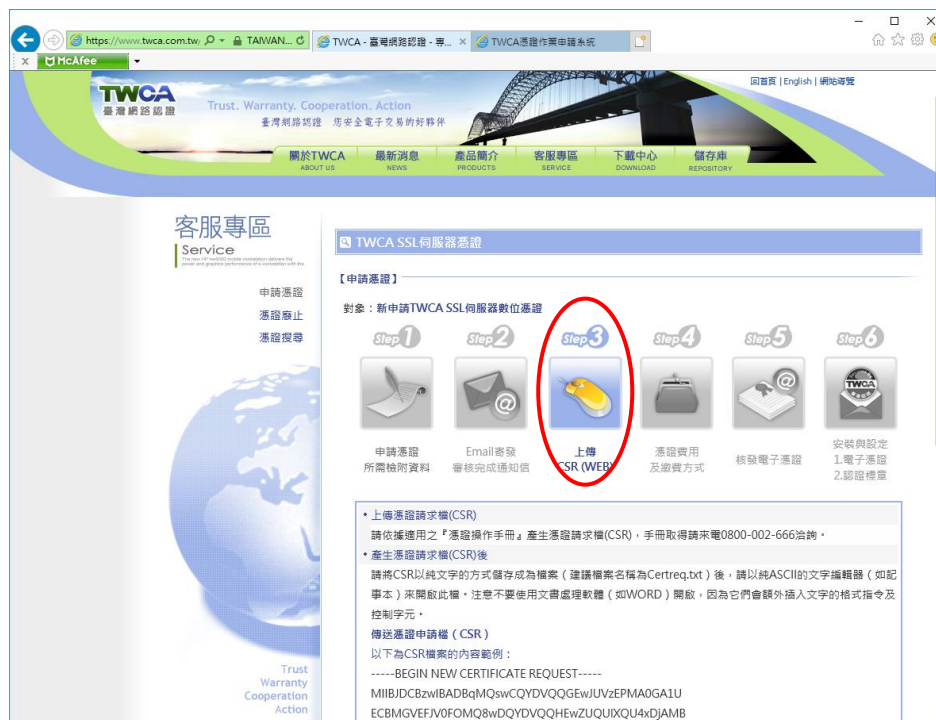 https://www.twca.com.tw/
TAIWAN...
TWCA - 臺灣網路認證 - 專...
TWCA憑證作業申請系統
McAfee
TWCA
臺灣網路認證
Trust. Warranty. Cooperation. Action
臺灣網路認證 您安全電子交易的好夥伴
回首頁 | English | 網站導覽
關於TWCA 最新消息 產品簡介 客服專區 下載中心 儲存庫
ABOUT US NEWS PRODUCTS SERVICE DOWNLOAD REPOSITORY
客服專區
Service
The new HP nw8000 mobile workstation delivers the
power and graphics performance of a workstation with the
申請憑證
憑證廢止
憑證搜尋
TWCA SSL伺服器憑證
【申請憑證】
對象：新申請TWCA SSL伺服器數位憑證
Step1 Step2 Step3 Step4 Step5 Step6
TWCA
申請憑證
所需檢附資料
Email寄發
審核完成通知信
上傳
CSR (WEB)
憑證費用
及繳費方式
核發電子憑證
安裝與設定
1.電子憑證
2.認證標章
• 上傳憑證請求檔(CSR)
請依據適用之『憑證操作手冊』產生憑證請求檔(CSR)，手冊取得請來電0800-002-666洽詢。
• 產生憑證請求檔(CSR)後
請將CSR以純文字的方式儲存成為檔案（建議檔案名稱為Certreq.txt）後，請以純ASCII的文字編輯器（如記
事本）來開啟此檔。注意不要使用文書處理軟體（如WORD）開啟，因為它們會額外插入文字的格式指令及
控制字元。
傳送憑證申請檔（CSR）
以下為CSR檔案的內容範例：
-----BEGIN NEW CERTIFICATE REQUEST-----
MIIBJDCBzwIBADBqMQswCQYDVQQGEwJUVzEPMA0GA1U
ECBMGVEFJV0FOMQ8wDQYDVQQHEwZUQUlXQU4xDjAMB
Trust
Warranty
Cooperation
Action